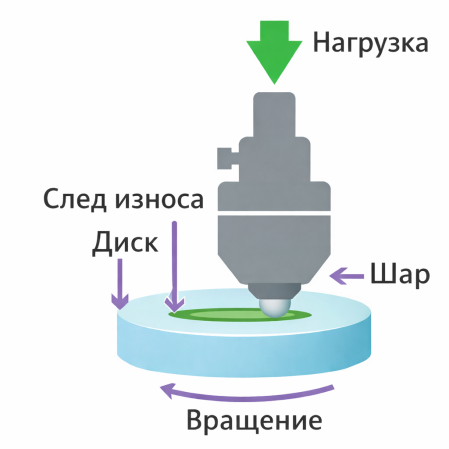 Нагрузка
След износа
Диск
Шар
Вращение